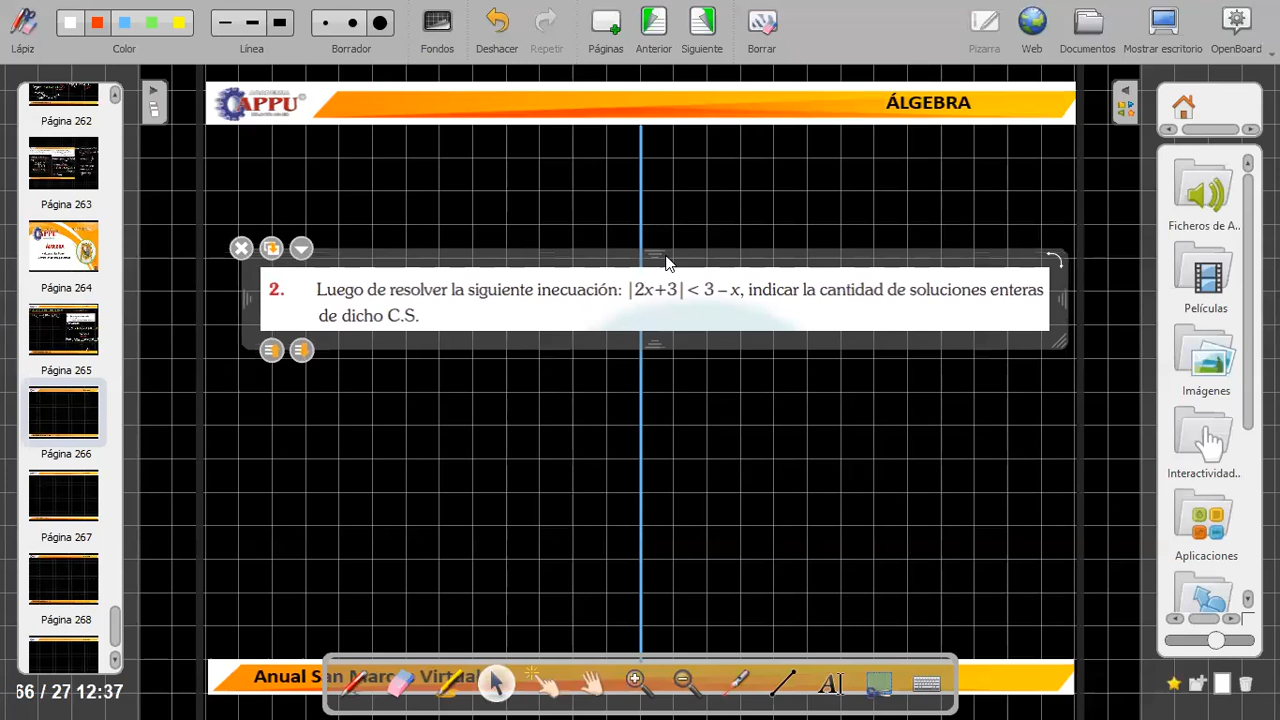 Lápiz
Color
Línea
Borrador
Fondos
Deshacer
Repetir
Páginas
Anterior
Siguiente
Borrar
Pizarra
Web
Documentos
Mostrar escritorio
OpenBoard
APPU
ÁLGEBRA
Página 262
Página 263
Página 264
Página 265
Página 266
Página 267
Página 268
2. Luego de resolver la siguiente inecuación: |2x+3| < 3 – x, indicar la cantidad de soluciones enteras
de dicho C.S.
Ficheros de A..
Películas
Imágenes
Interactividad..
Aplicaciones
Anual San Marcos Virtual
66 / 27 12:37